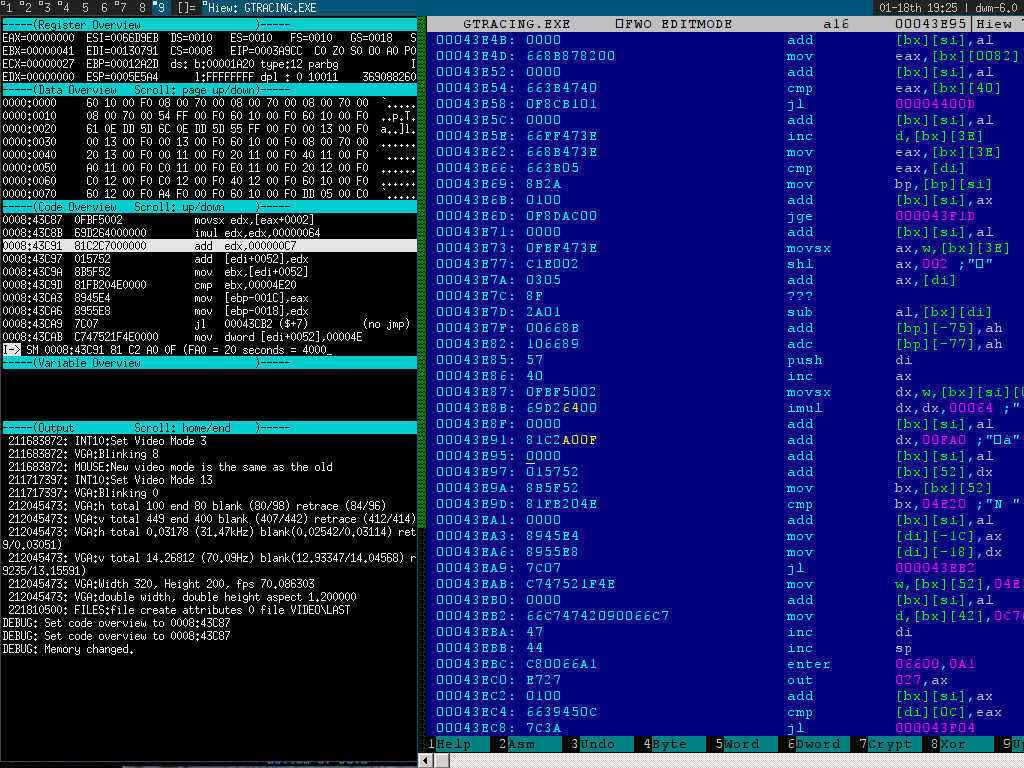 1 2 3 4 5 6 7 8 9 []= Hiew: GTRACING.EXE 01-18th 19:25 | dwm-6.0
-----(Register Overview )-----
EAX=00000000 ESI=0066D9EB DS=0010 ES=0010 FS=0010 GS=0018 S
EBX=00000041 EDI=00130791 CS=0008 EIP=0003A9CC C0 Z0 S0 O0 A0 P0
ECX=00000027 EBP=00012A2D ds: b:00001A20 type:12 parbg I
EDX=00000000 ESP=0005E5A4 l:FFFFFFFF dpl : 0 10011 369088260
-----(Data Overview Scroll: page up/down)-----
0000:0000 60 10 00 F0 08 00 70 00 08 00 70 00 08 00 70 00
0000:0010 08 00 70 00 54 FF 00 F0 60 10 00 F0 60 10 00 F0
0000:0020 61 0E DD 5D 6C 0E DD 5D 55 FF 00 F0 00 13 00 F0
0000:0030 00 13 00 F0 00 13 00 F0 60 10 00 F0 08 00 70 00
0000:0040 20 13 00 F0 00 11 00 F0 20 11 00 F0 40 11 00 F0
0000:0050 A0 11 00 F0 C0 11 00 F0 E0 11 00 F0 20 12 00 F0
0000:0060 C0 12 00 F0 C0 12 00 F0 40 12 00 F0 60 10 00 F0
0000:0070 60 12 00 F0 A4 F0 00 F0 60 10 00 F0 DD 05 00 C0
-----(Code Overview Scroll: up/down )-----
0008:43C87 0FBF5002 movsx edx,[eax+0002]
0008:43C8B 69D264000000 imul edx,edx,00000064
0008:43C91 81C2C7000000 add edx,000000C7
0008:43C97 015752 add [edi+0052],edx
0008:43C9A 8B5F52 mov ebx,[edi+0052]
0008:43C9D 81FB204E0000 cmp ebx,00004E20
0008:43CA3 8945E4 mov [ebp-001C],eax
0008:43CA6 8955E8 mov [ebp-0018],edx
0008:43CA9 7C07 jl 00043CB2 ($+7) (no jmp)
0008:43CAB C747521F4E0000 mov dword [edi+0052],00004E
I-> SM 0008:43C91 81 C2 A0 0F (FA0 = 20 seconds = 4000_
-----(Variable Overview )-----
-----(Output Scroll: home/end )-----
211683872: INT10:Set Video Mode 3
211683872: VGA:Blinking 8
211683872: MOUSE:New video mode is the same as the old
211717397: INT10:Set Video Mode 13
211717397: VGA:Blinking 0
212045473: VGA:h total 100 end 80 blank (80/98) retrace (84/96)
212045473: VGA:v total 449 end 400 blank (407/442) retrace (412/414)
212045473: VGA:h total 0.03178 (31.47kHz) blank(0.02542/0.03114) ret
9/0.03051)
212045473: VGA:v total 14.26812 (70.09Hz) blank(12.93347/14.04568) r
9235/13.15591)
212045473: VGA:Width 320, Height 200, fps 70.086303
212045473: VGA:double width, double height aspect 1.200000
221810500: FILES:file create attributes 0 file VIDEO\LAST
DEBUG: Set code overview to 0008:43C87
DEBUG: Set code overview to 0008:43C87
DEBUG: Memory changed.
GTRACING.EXE FWO EDITMODE a16 00043E95 Hiew
00043E4B: 0000 add [bx][si],al
00043E4D: 668B878200 mov eax,[bx][0082]
00043E52: 0000 add [bx][si],al
00043E54: 663B4740 cmp eax,[bx][40]
00043E58: 0F8CB101 jl 00004400D
00043E5C: 0000 add [bx][si],al
00043E5E: 66FF473E inc d,[bx][3E]
00043E62: 668B473E mov eax,[bx][3E]
00043E66: 663B05 cmp eax,[di]
00043E69: 8B2A mov bp,[bp][si]
00043E6B: 0100 add [bx][si],ax
00043E6D: 0F8DAC00 jge 000043F1D
00043E71: 0000 add [bx][si],al
00043E73: 0FBF473E movsx ax,w,[bx][3E]
00043E77: C1E002 shl ax,002 ;"
00043E7A: 0305 add ax,[di]
00043E7C: 8F ???
00043E7D: 2A01 sub al,[bx][di]
00043E7F: 00668B add [bp][-75],ah
00043E82: 106689 adc [bp][-77],ah
00043E85: 57 push di
00043E86: 40 inc ax
00043E87: 0FBF5002 movsx dx,w,[bx][si][0
00043E8B: 69D26400 imul dx,dx,00064 ;"
00043E8F: 0000 add [bx][si],al
00043E91: 81C2A00F add dx,00FA0 ;"
00043E95: 0000 add [bx][si],al
00043E97: 015752 add [bx][52],dx
00043E9A: 8B5F52 mov bx,[bx][52]
00043E9D: 81FB204E cmp bx,04E20 ;"N "
00043EA1: 0000 add [bx][si],al
00043EA3: 8945E4 mov [di][-1C],ax
00043EA6: 8955E8 mov [di][-18],dx
00043EA9: 7C07 jl 000043EB2
00043EAB: C747521F4E mov w,[bx][52],04E
00043EB0: 0000 add [bx][si],al
00043EB2: 66C74742090066C7 mov d,[bx][42],0C7
00043EBA: 47 inc di
00043EBB: 44 inc sp
00043EBC: C80066A1 enter 06600,0A1
00043EC0: E727 out 027,ax
00043EC2: 0100 add [bx][si],ax
00043EC4: 6639450C cmp [di][0C],eax
00043EC8: 7C3A jl 000043F04
1Help 2Asm 3Undo 4Byte 5Word 6Dword 7Crypt 8Xor 9U